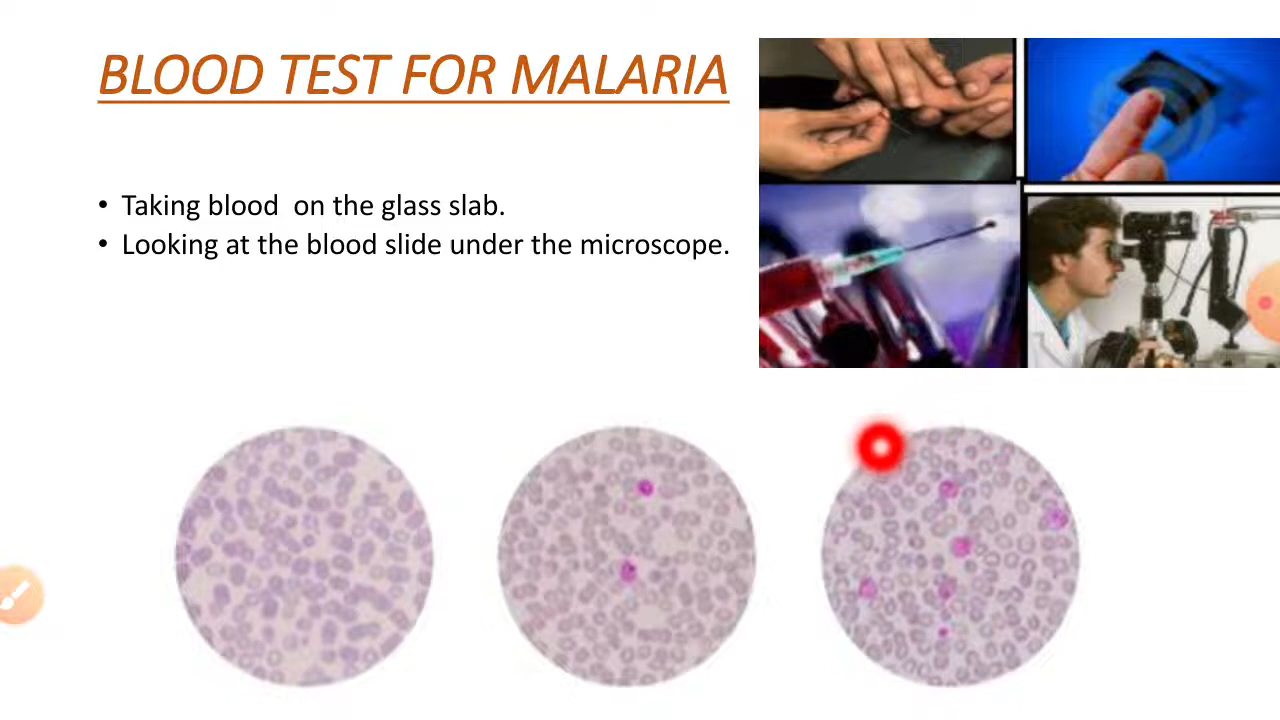 BLOOD TEST FOR MALARIA
• Taking blood  on the glass slab.
• Looking at the blood slide under the microscope.